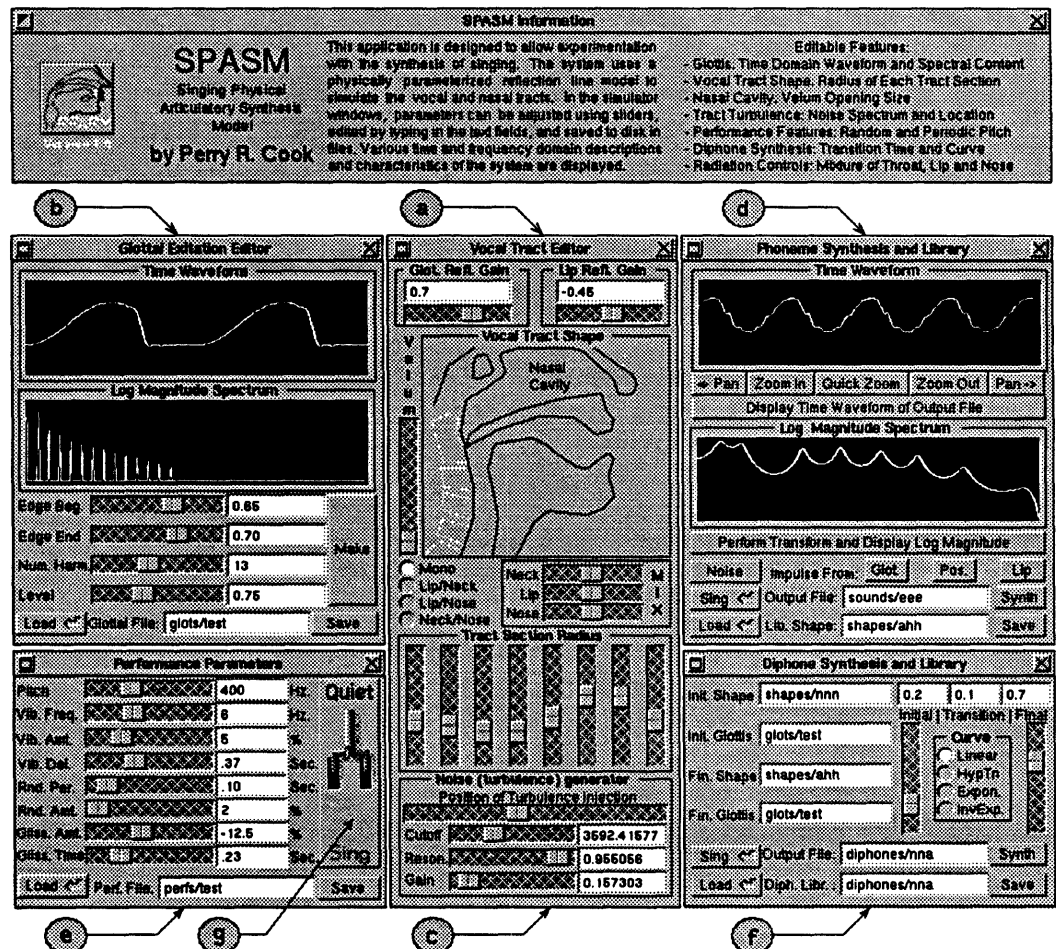 SPASM Information
SPASM
Singing Physical
Articulatory Synthesis
Model
by Perry R. Cook
This application is designed to allow experimentation
with the synthesis of singing. The system uses a
physically parameterized reflection line model to
simulate the vocal and nasal tracts. In the simulator
windows, parameters can be adjusted using sliders,
edited by typing in the text fields, and saved to disk in
files. Various time and frequency domain descriptions
and characteristics of the system are displayed.
Editable Features:
- Glottis, Time Domain Waveform and Spectral Content
- Vocal Tract Shape, Radius of Each Tract Section
- Nasal Cavity, Velum Opening Size
- Tract Turbulence: Noise Spectrum and Location
- Performance Features: Random and Periodic Pitch
- Diphone Synthesis: Transition Time and Curve
- Radiation Controls: Mixture of Throat, Lip and Nose
b
a
d
Glottal Exitation Editor
Time Waveform
Log Magnitude Spectrum
Edge Beg. 0.65
Edge End 0.70
Num. Harm. 13
Level 0.75
Make
Load Glottal File: glots/test Save
Vocal Tract Editor
Glot. Refl. Gain
0.7
Lip Refl. Gain
-0.45
Velum
Vocal Tract Shape
Nasal
Cavity
Mono
Lip/Neck
Lip/Nose
Neck/Nose
Neck
Lip
Nose
MIX
Tract Section Radius
Noise (turbulence) generator
Position of Turbulence Injection
Cutoff 3592.41577
Reson. 0.956056
Gain 0.157303
Phoneme Synthesis and Library
Time Waveform
Pan Zoom In Quick Zoom Zoom Out Pan ->
Display Time Waveform of Output File
Log Magnitude Spectrum
Perform Transform and Display Log Magnitude
Noise Impulse From: Glot. Pos. Lip
Sing Output File: sounds/eee Synth
Load Lib. Shape: shapes/ahh Save
Performance Parameters
Pitch 400 Hz.
Vib. Freq. 6 Hz.
Vib. Amt. 5 %
Vib. Del. .37 Sec.
Rnd. Per. .10 Sec.
Rnd. Amt. 2 %
Gliss. Amt. -12.5 %
Gliss. Time .23 Sec.
Quiet
Sing
Load Perf. File. perfs/test Save
Diphone Synthesis and Library
Init. Shape shapes/nnn 0.2 0.1 0.7
Initial | Transition | Final
Init. Glottis glots/test
Fin. Shape shapes/ahh
Fin. Glottis glots/test
Curve
Linear
HypTn
Expon.
InvExp.
Sing Output File: diphones/nna Synth
Load Diph. Libr. : diphones/nna Save
e
g
c
f